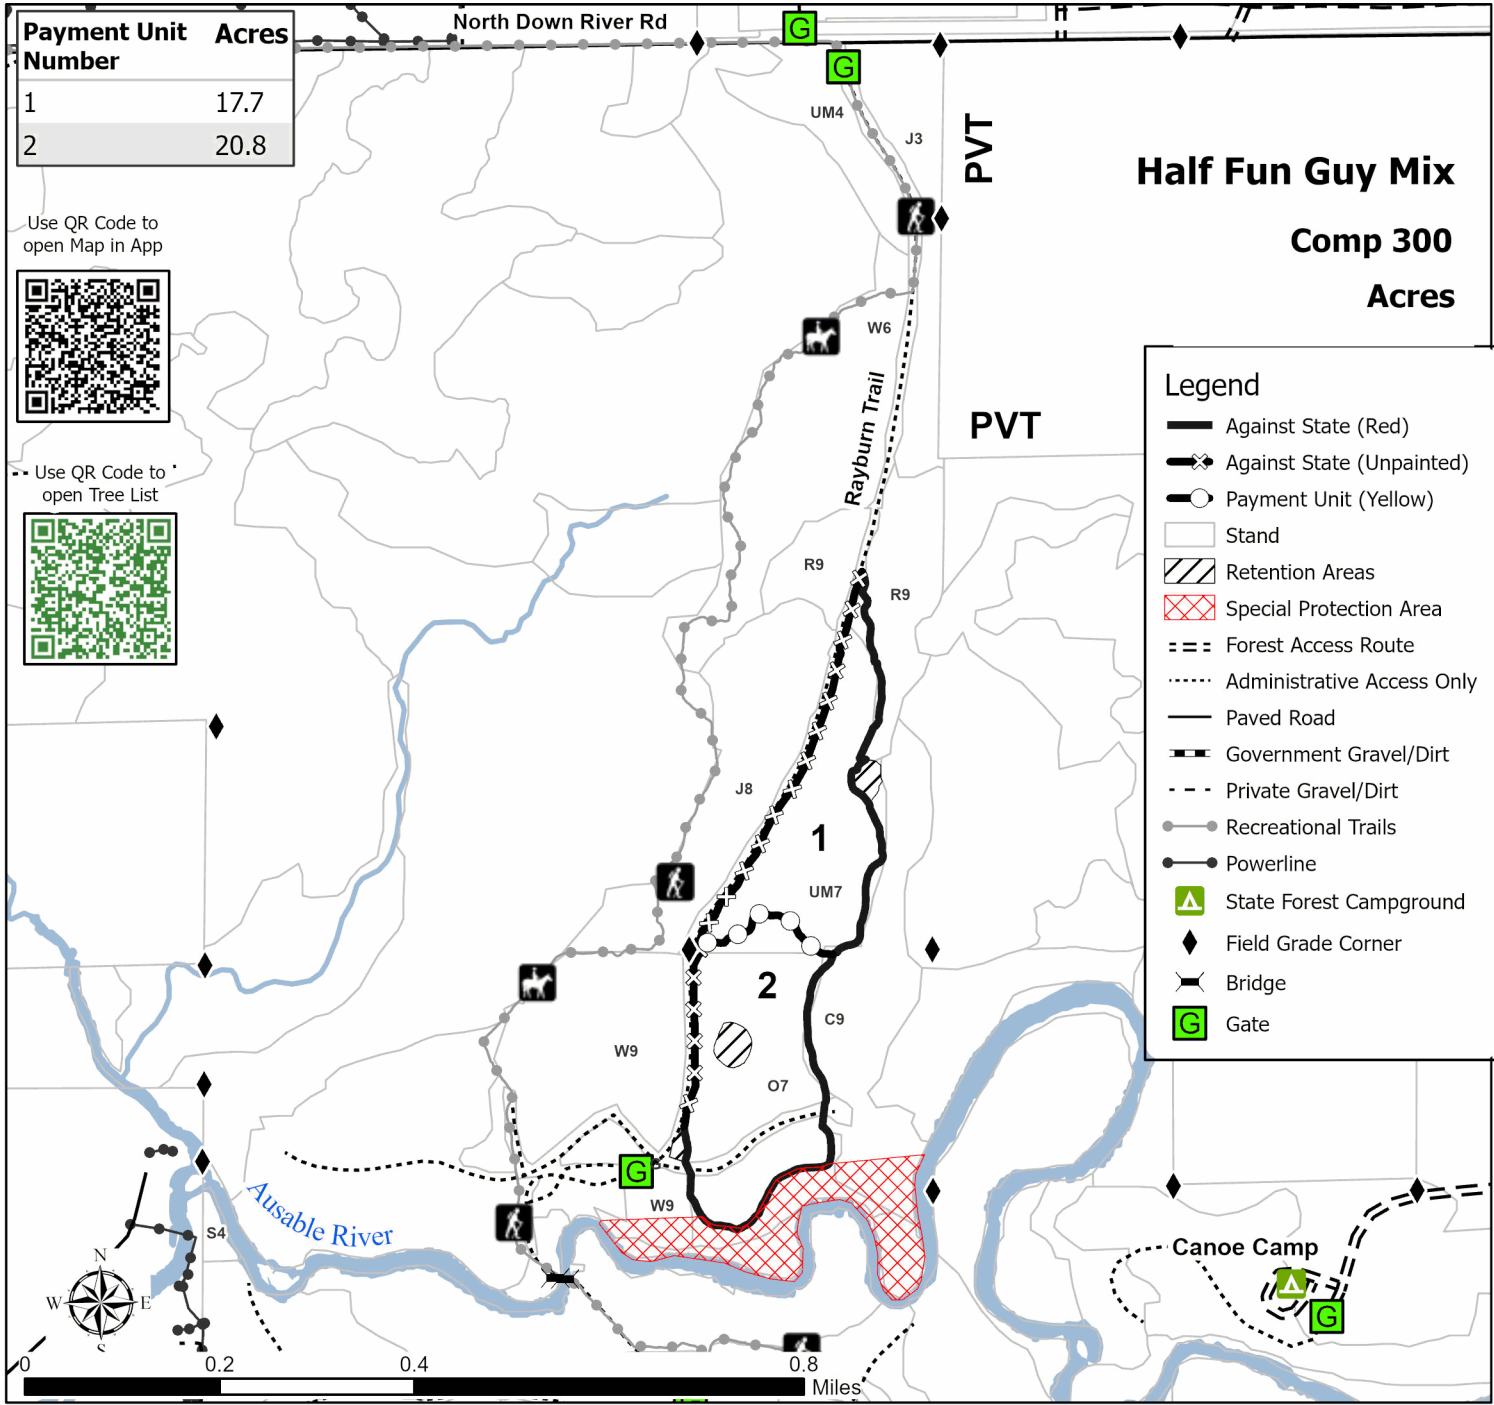 Payment Unit Number
Acres
1 17.7
2 20.8
North Down River Rd
G
G
UM4
J3
PVT
Half Fun Guy Mix
Comp 300
Acres
Use QR Code to
open Map in App
W6
Rayburn Trail
PVT
Use QR Code to
open Tree List
R9
R9
J8
1
UM7
2
C9
W9
O7
G
W9
S4
Ausable River
Canoe Camp
G
Legend
Against State (Red)
Against State (Unpainted)
Payment Unit (Yellow)
Stand
Retention Areas
Special Protection Area
Forest Access Route
Administrative Access Only
Paved Road
Government Gravel/Dirt
Private Gravel/Dirt
Recreational Trails
Powerline
State Forest Campground
Field Grade Corner
Bridge
G Gate
N
W E
S
0 0.2 0.4 0.8
Miles